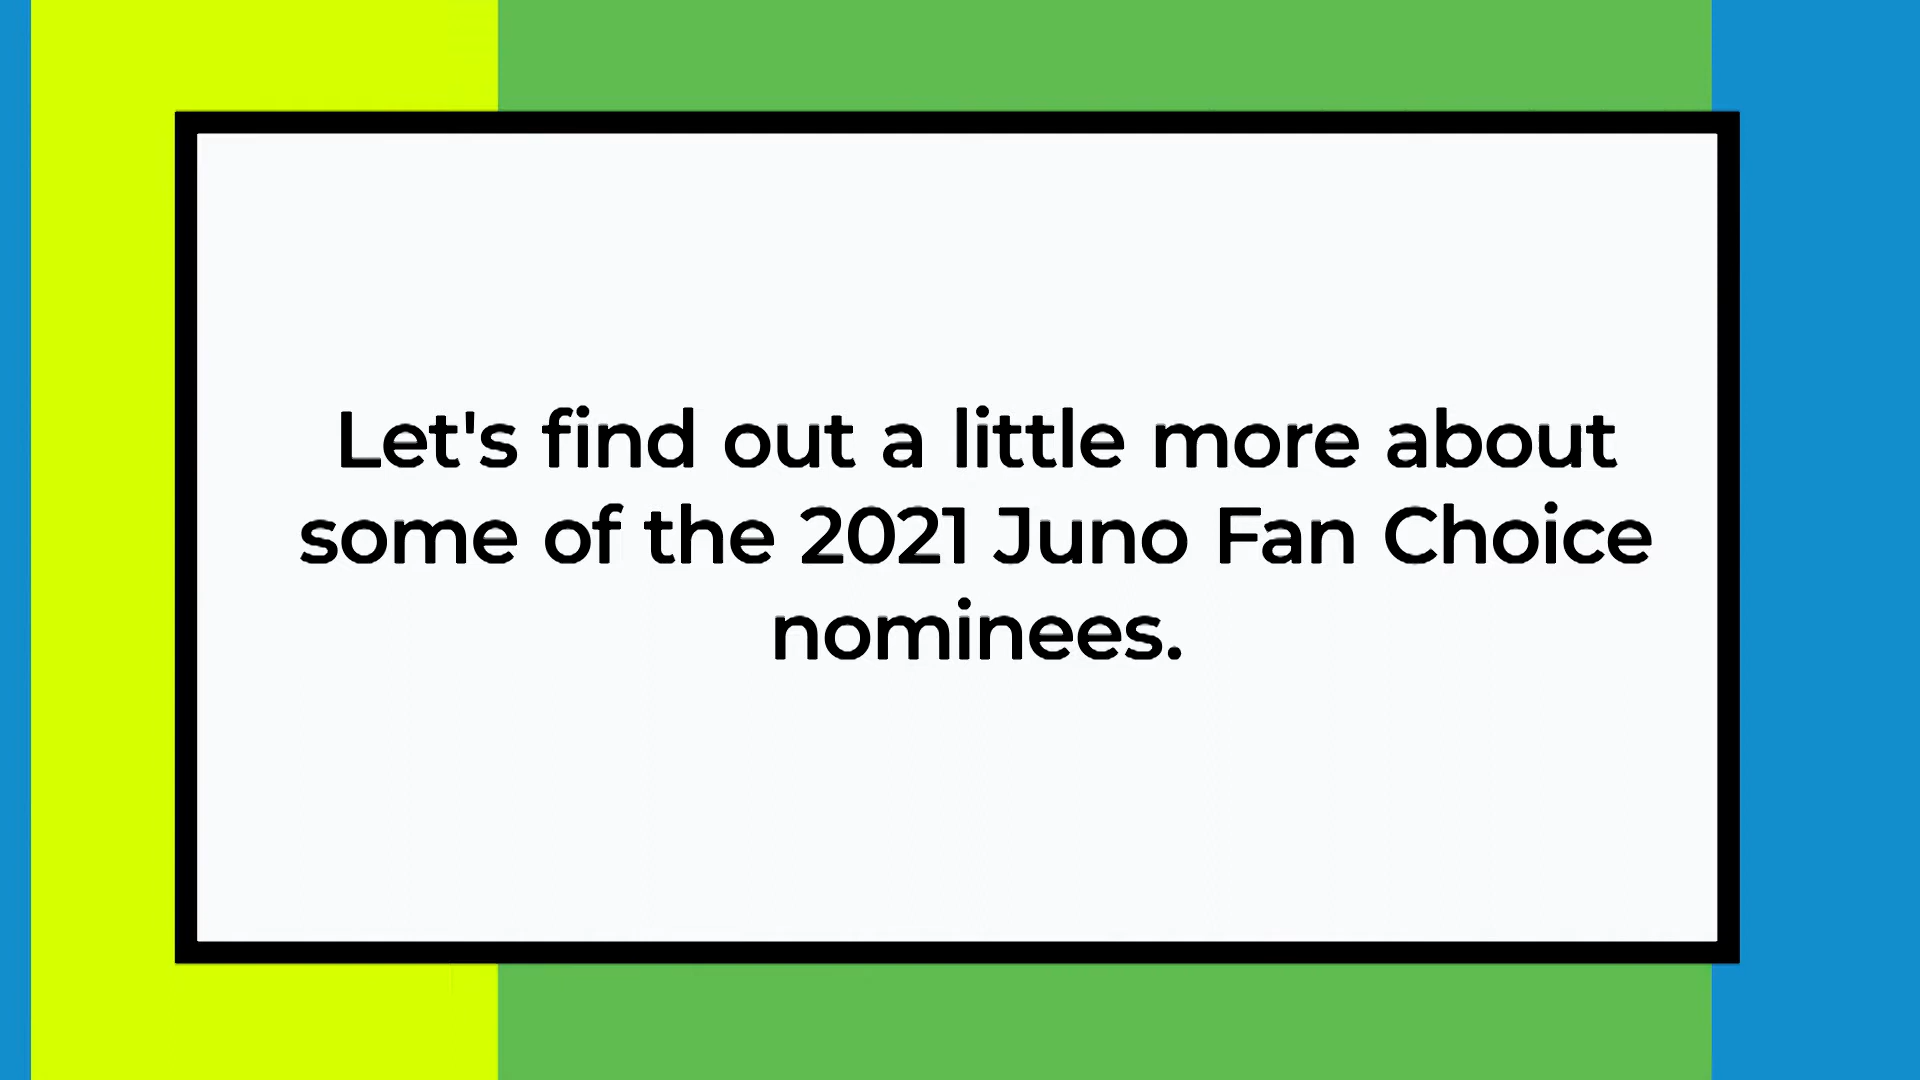 Let's find out a little more about
some of the 2021 Juno Fan Choice
nominees.